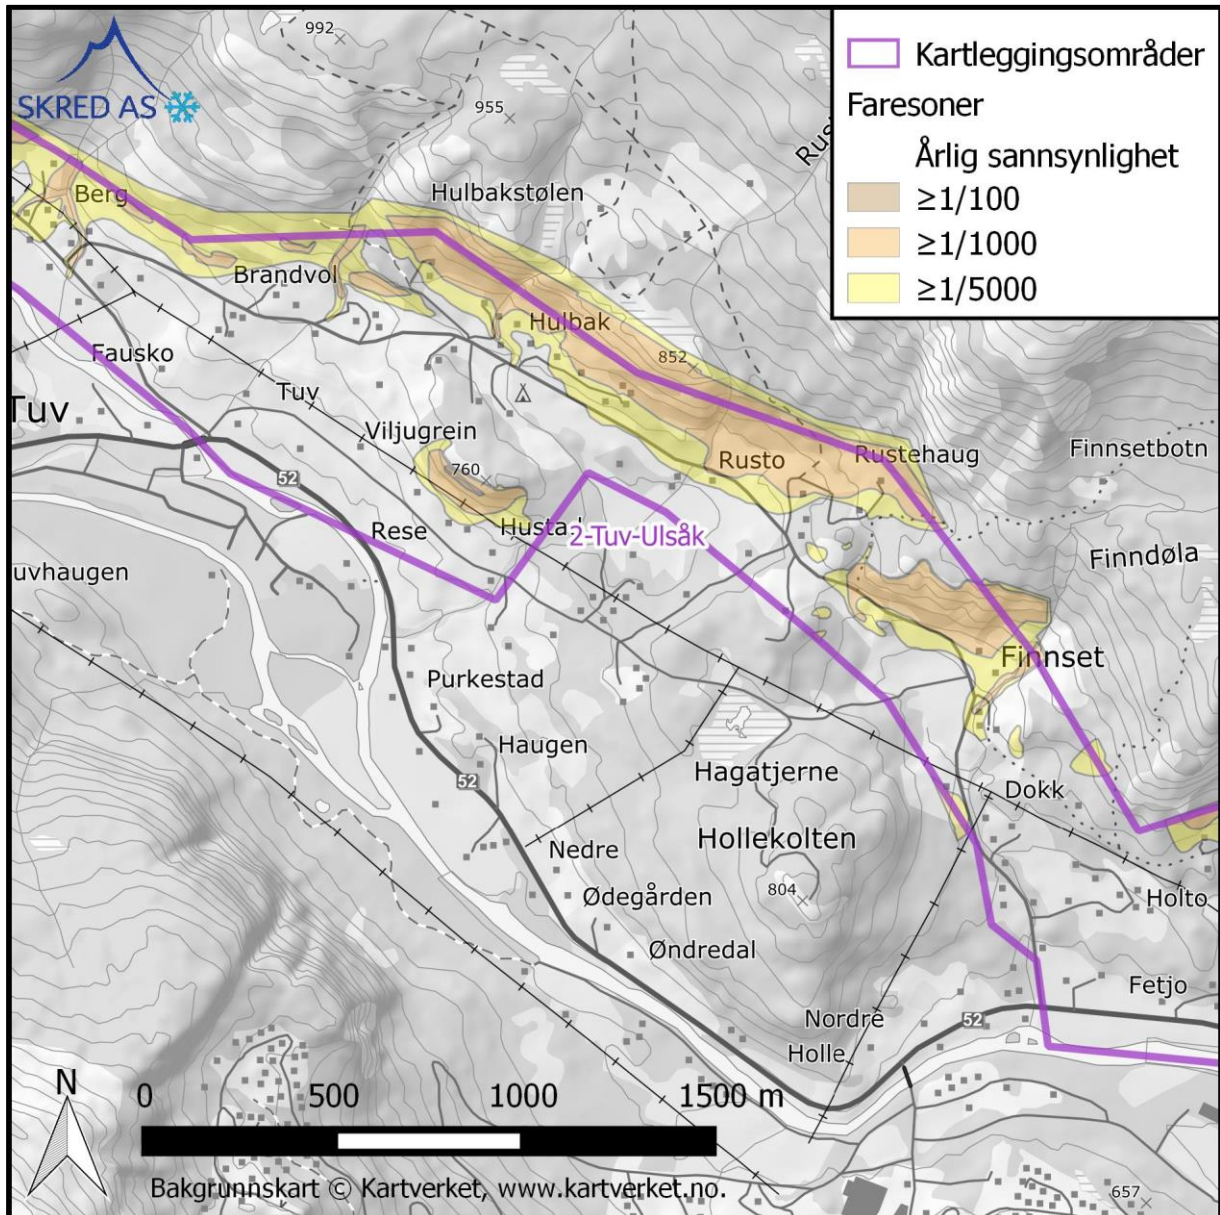 992
955
SKRED AS
Kartleggingsområder
Faresoner
Årlig sannsynlighet
≥1/100
≥1/1000
≥1/5000
Berg
Hulbakstølen
Brandvol
Hulbak
852
Fausko
Tuv
Tuv
Viljugrein
760
52
Rusto
Rustehaug
Finnsetbotn
Rese
2-Tuv-Ulsåk
Finndøla
uvhaugen
Finnset
Purkestad
Haugen
52
Hagatjerne
Dokk
Hollekolten
Nedre
Ødegården
804
Holto
Øndredal
Fetjo
Nordre
Holle
52
N
0 500 1000 1500 m
Bakgrunnskart © Kartverket, www.kartverket.no.
657